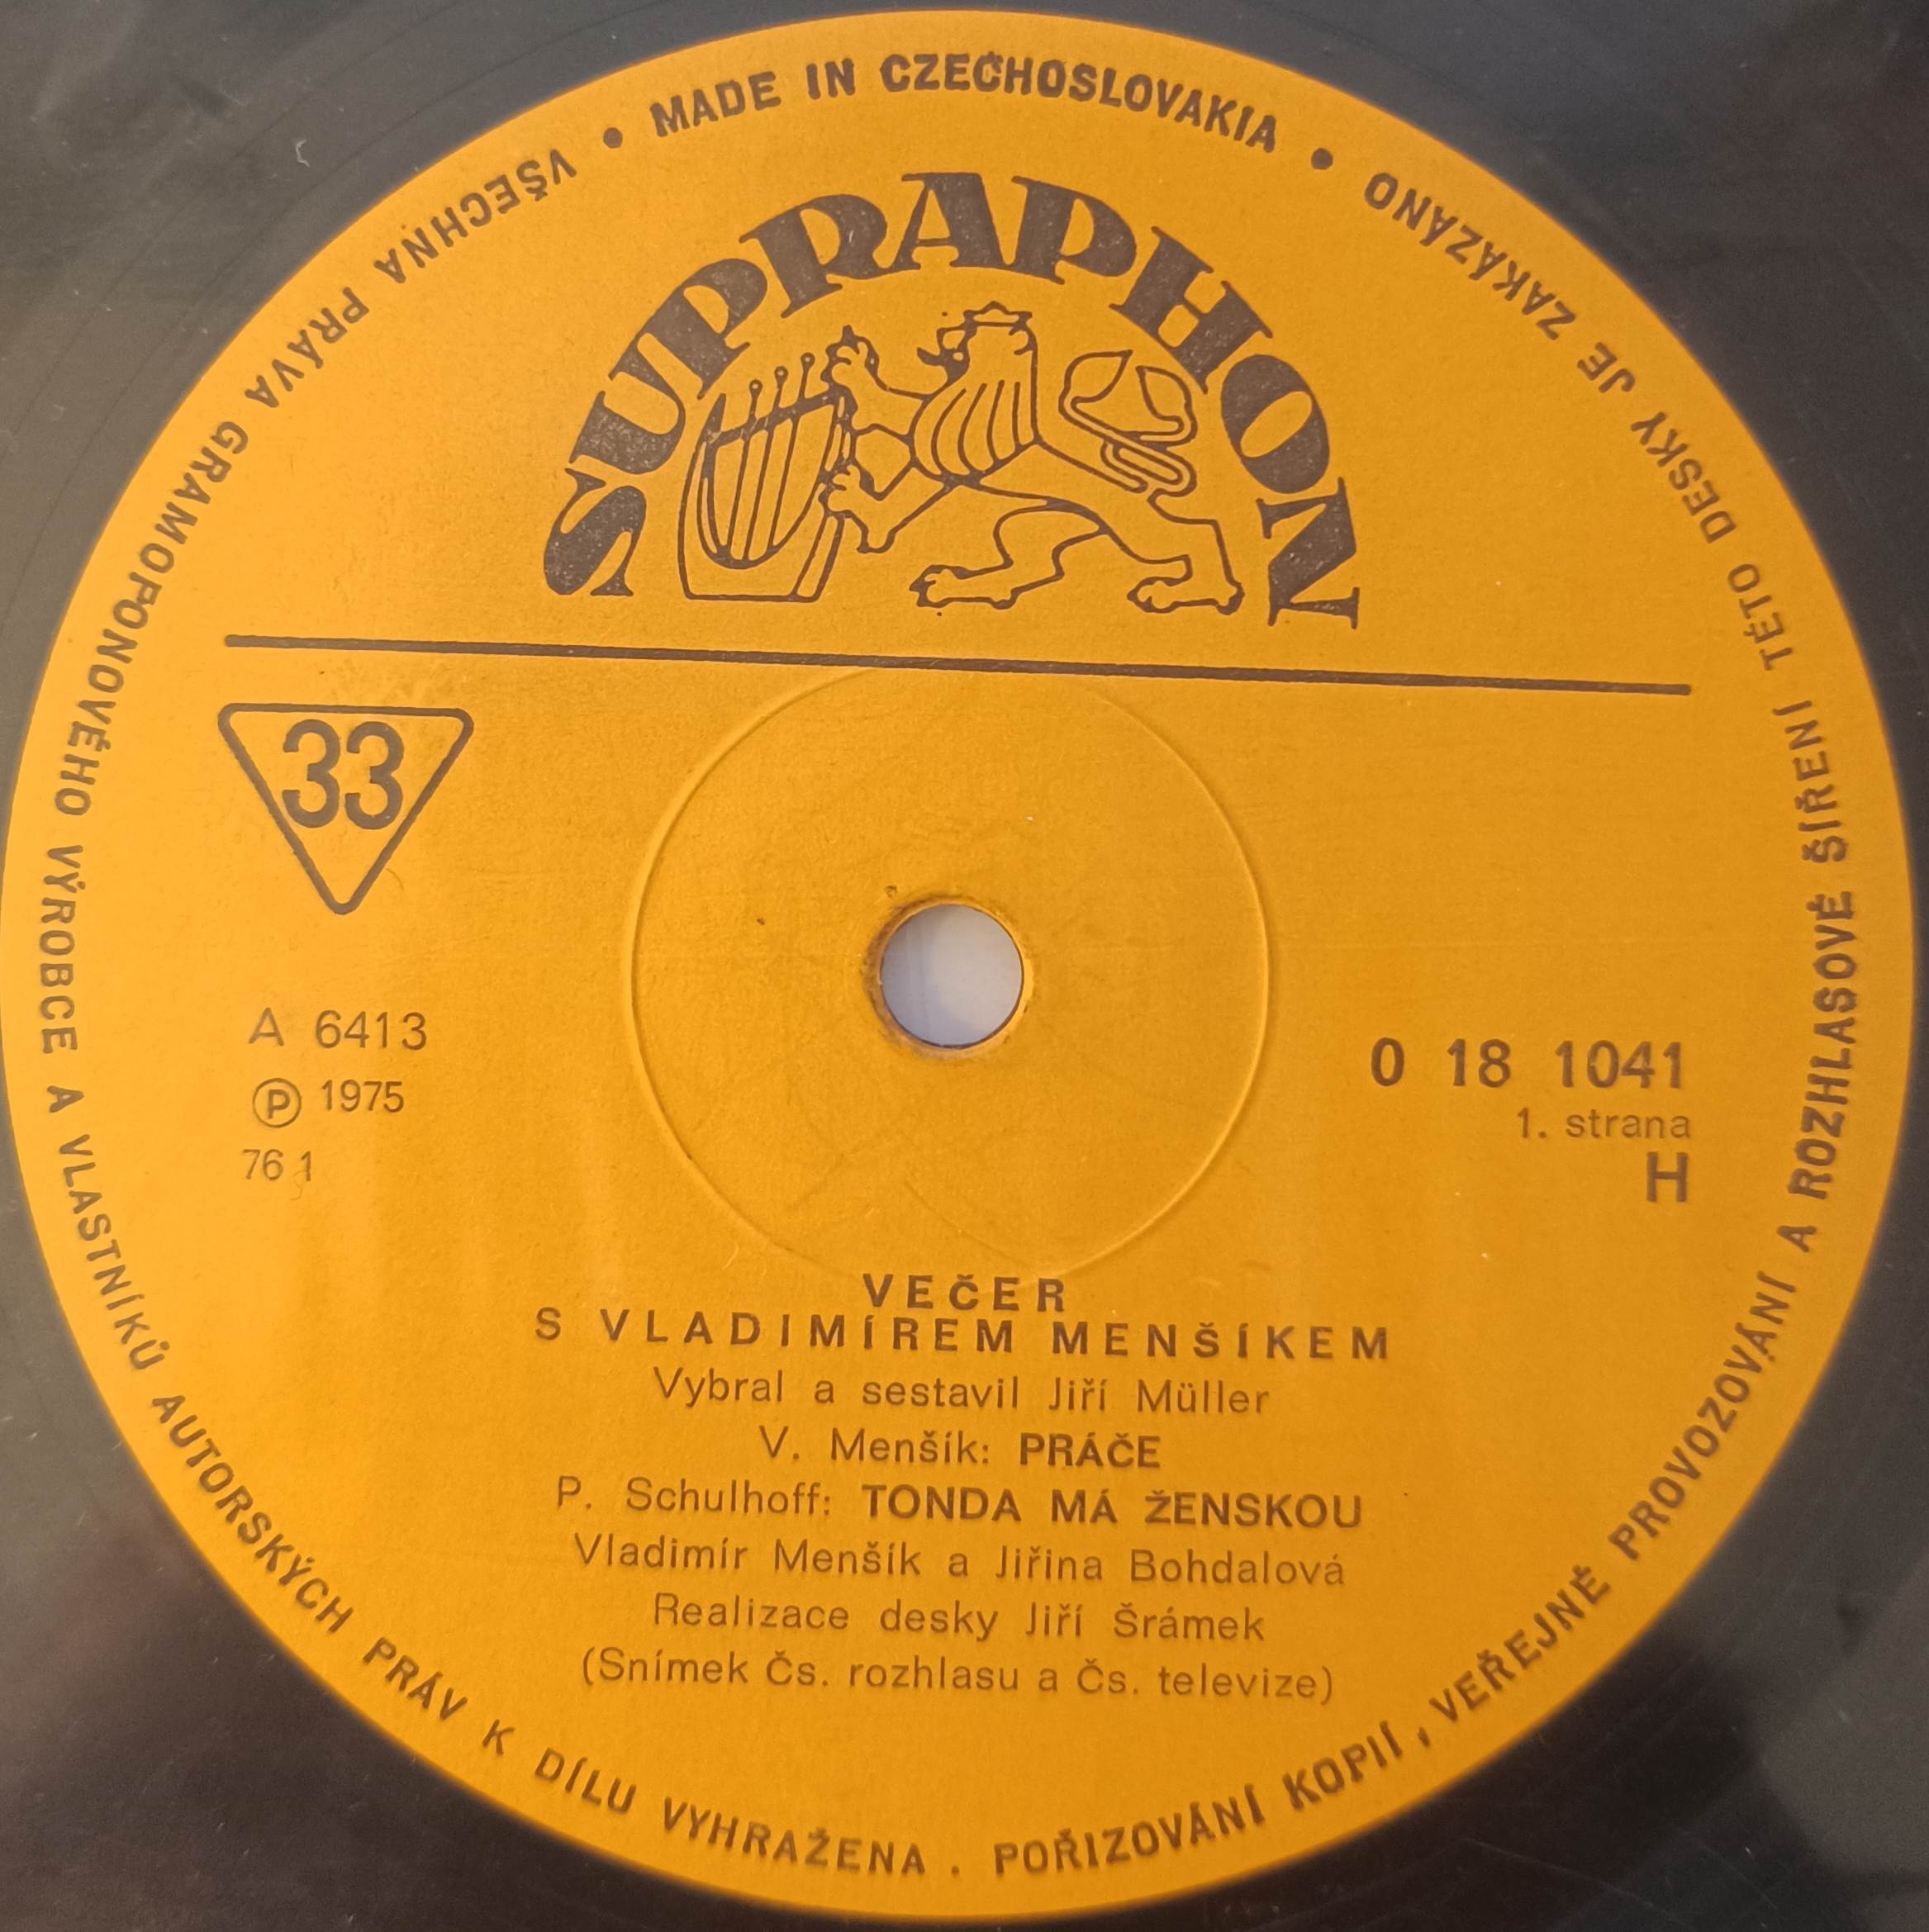 MADE IN CZECHOSLOVAKIA
SUPRAPHON
33
A 6413
Ⓟ 1975
76 1
0 18 1041
1. strana
H
VEČER
S VLADIMÍREM MENŠÍKEM
Vybral a sestavil Jiří Müller
V. Menšík: PRÁČE
P. Schulhoff: TONDA MÁ ŽENSKOU
Vladimír Menšík a Jiřina Bohdalová
Realizace desky Jiří Šrámek
(Snímek Čs. rozhlasu a Čs. televize)
VŠECHNA PRÁVA GRAMOPONOVÉHO VÝROBCE A VLASTNÍKŮ AUTORSKÝCH PRÁV K DÍLU VYHRAŽENA . POŘIZOVÁNÍ KOPIÍ, VEŘEJNÉ PROVOZOVÁNÍ A ROZHLASOVÉ ŠÍŘENÍ TÉTO DESKY JE ZAKÁZÁNO